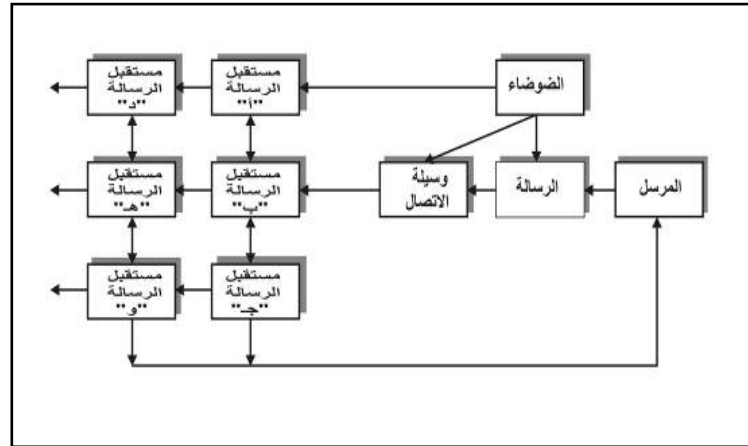 الضوضاء
مستقبل
الرسالة
"أ"
مستقبل
الرسالة
"د"
المرسل
الرسالة
وسيلة
الاتصال
مستقبل
الرسالة
"ب"
مستقبل
الرسالة
"هـ"
مستقبل
الرسالة
"جـ"
مستقبل
الرسالة
"و"